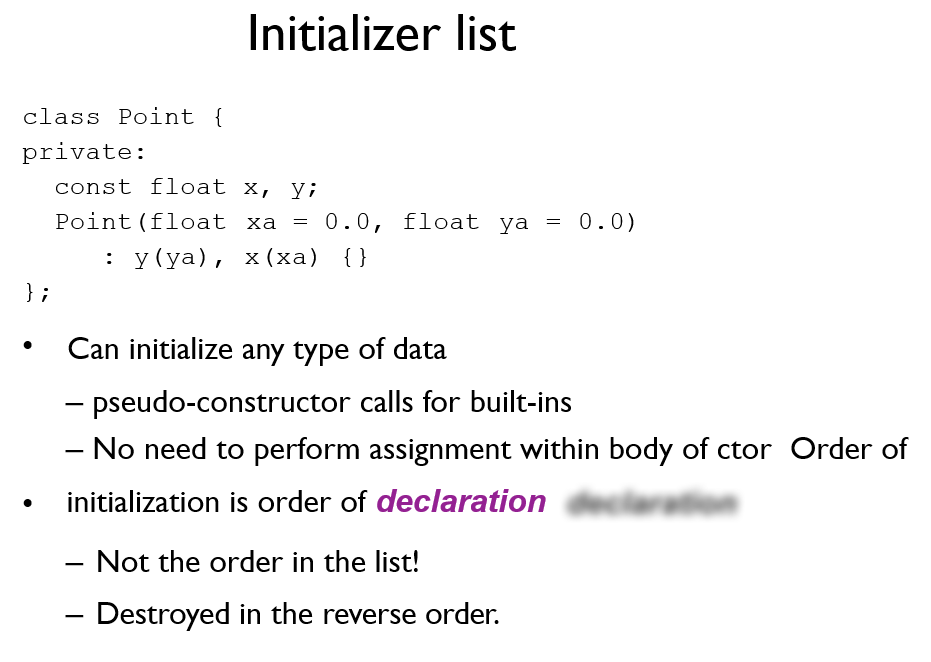 Initializer list
class Point {
private:
const float x, y;
Point(float xa = 0.0, float ya = 0.0)
: y(ya), x(xa) {}
};
• Can initialize any type of data
– pseudo-constructor calls for built-ins
– No need to perform assignment within body of ctor Order of
• initialization is order of declaration declaration
– Not the order in the list!
– Destroyed in the reverse order.